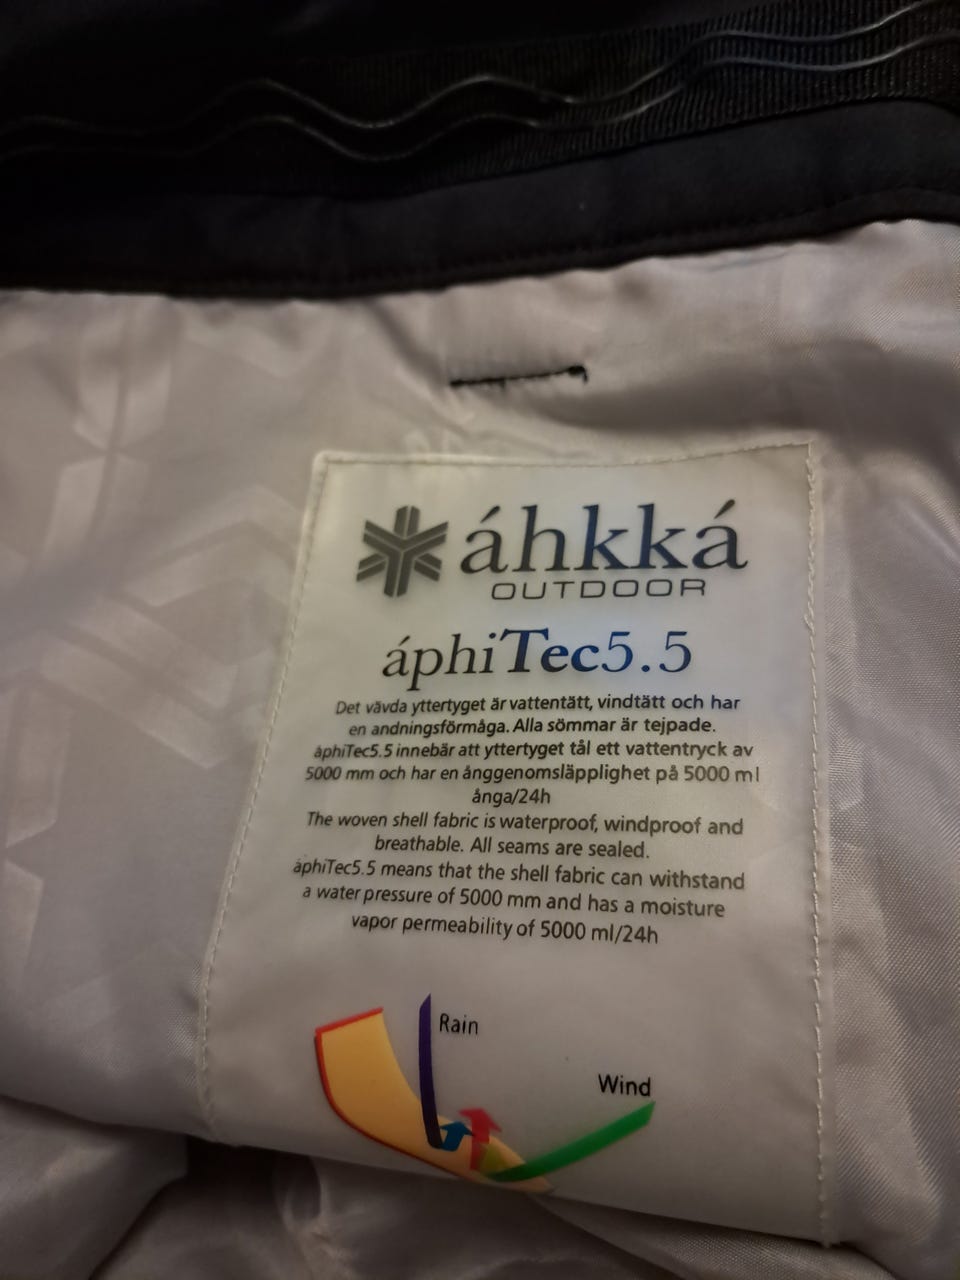 áhkká
OUTDOOR
áphiTec5.5
Det vävda yttertyget är vattentätt, vindtätt och har
en andningsförmåga. Alla sömmar är tejpade.
áphiTec5.5 innebär att yttertyget tål ett vattentryck av
5000 mm och har en ånggenomsläpplighet på 5000 ml
ånga/24h
The woven shell fabric is waterproof, windproof and
breathable. All seams are sealed.
áphiTec5.5 means that the shell fabric can withstand
a water pressure of 5000 mm and has a moisture
vapor permeability of 5000 ml/24h
Rain
Wind